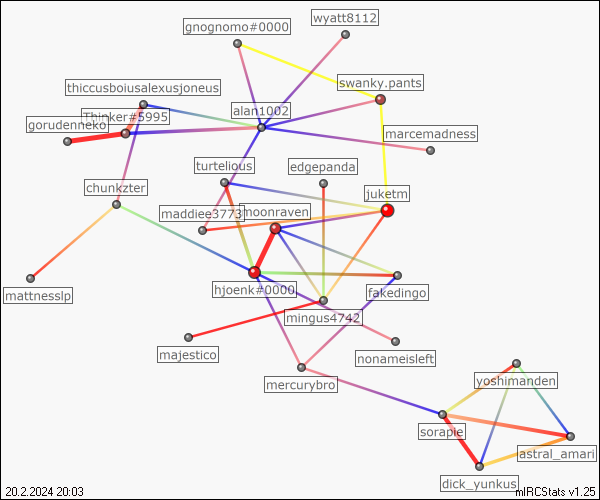 wyatt8112
gnognomo#0000
swanky.pants
thiccusboiusalexusjoneus
alan1002
Thinker#5995
gorudenneko
marcemadness
turtelious
edgepanda
chunkzter
juketm
maddiee3773
moonraven
hjoenk#0000
fakedingo
mattnesslp
mingus4742
majestico
nonameisleft
mercurybro
yoshimanden
sorapie
astral_amari
dick_yunkus
20.2.2024 20:03
mIRCStats v1.25